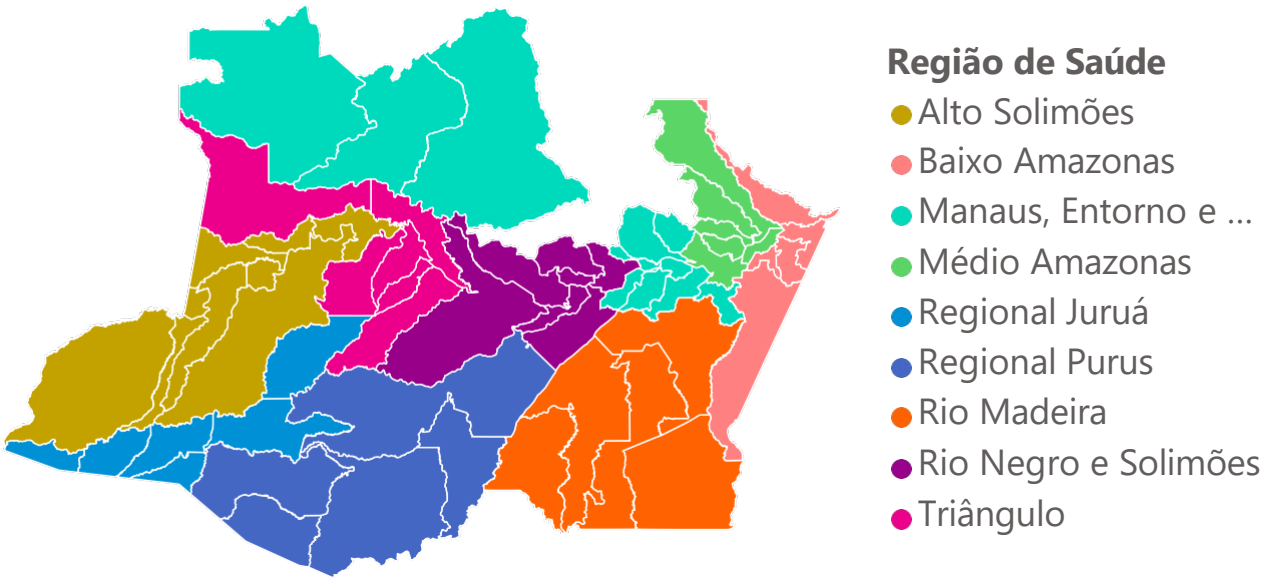 Região de Saúde
Alto Solimões
Baixo Amazonas
Manaus, Entorno e ...
Médio Amazonas
Regional Juruá
Regional Purus
Rio Madeira
Rio Negro e Solimões
Triângulo